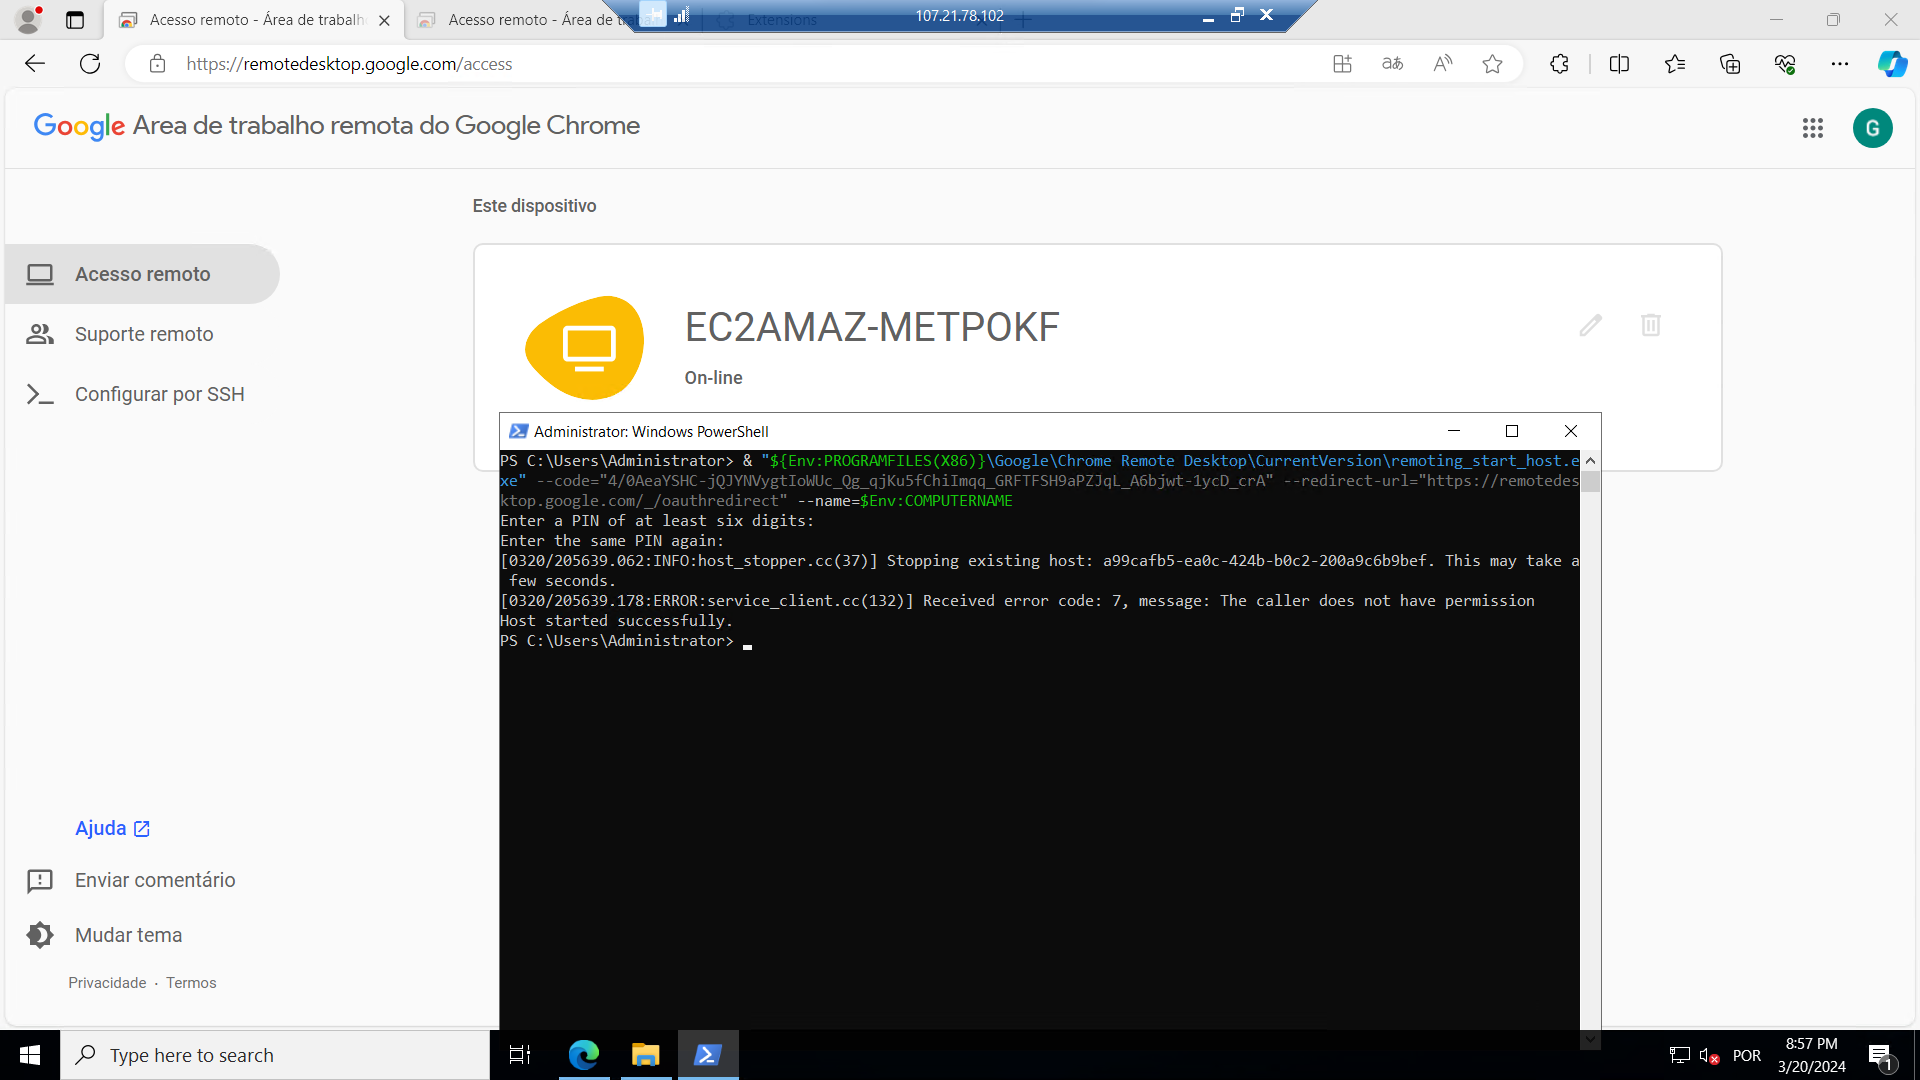 Acesso remoto - Área de trabalh
Acesso remoto - Área de
107.21.78.102
Extensions
https://remotedesktop.google.com/access
Google Area de trabalho remota do Google Chrome
G
Este dispositivo
Acesso remoto
Suporte remoto
Configurar por SSH
EC2AMAZ-METPOKF
On-line
Administrator: Windows PowerShell
PS C:\Users\Administrator> & "${Env:PROGRAMFILES(X86)}\Google\Chrome Remote Desktop\CurrentVersion\remoting_start_host.e
xe" --code="4/0AeaYSHC-jQJYNVygtIoWUc_Qg_qjKu5fChiImqq_GRFTFSH9aPZJqL_A6bjwt-1ycD_crA" --redirect-url="https://remotedes
ktop.google.com/_/oauthredirect" --name=$Env:COMPUTERNAME
Enter a PIN of at least six digits:
Enter the same PIN again:
[0320/205639.062:INFO:host_stopper.cc(37)] Stopping existing host: a99cafb5-ea0c-424b-b0c2-200a9c6b9bef. This may take a
few seconds.
[0320/205639.178:ERROR:service_client.cc(132)] Received error code: 7, message: The caller does not have permission
Host started successfully.
PS C:\Users\Administrator>
Ajuda
Enviar comentário
Mudar tema
Privacidade · Termos
Type here to search
POR
8:57 PM
3/20/2024
1